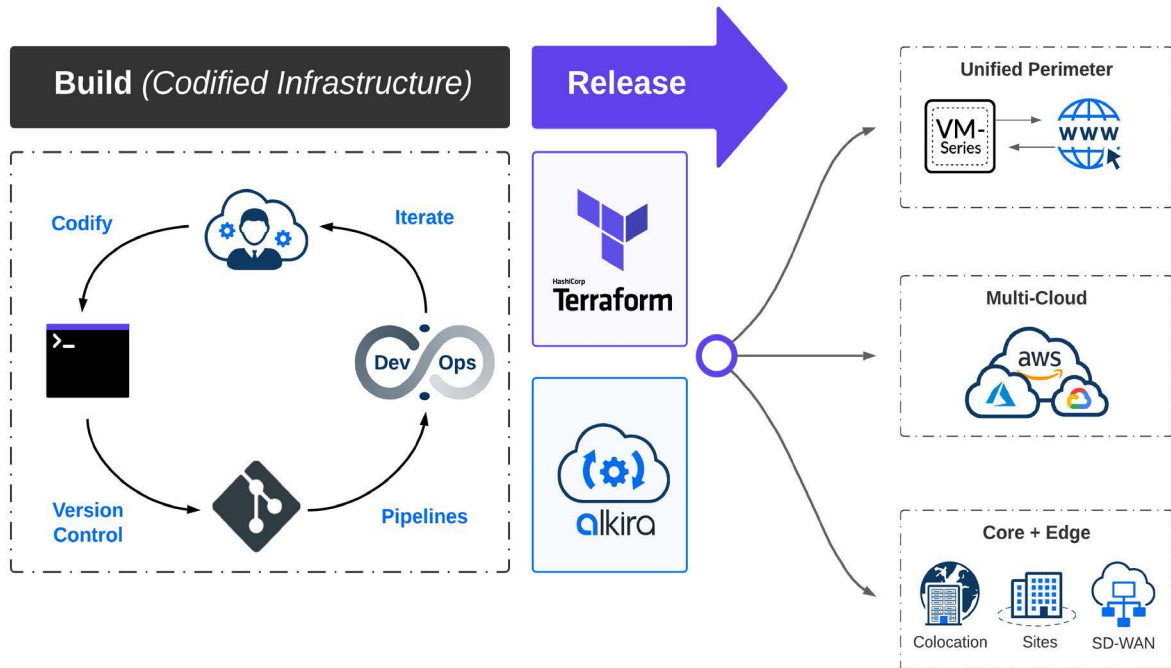 Build (Codified Infrastructure)
Release
Codify
Iterate
>_
Dev Ops
Version
Control
Pipelines
HashiCorp
Terraform
alkira
Unified Perimeter
VM-
Series
www
Multi-Cloud
aws
Core + Edge
Colocation
Sites
SD-WAN